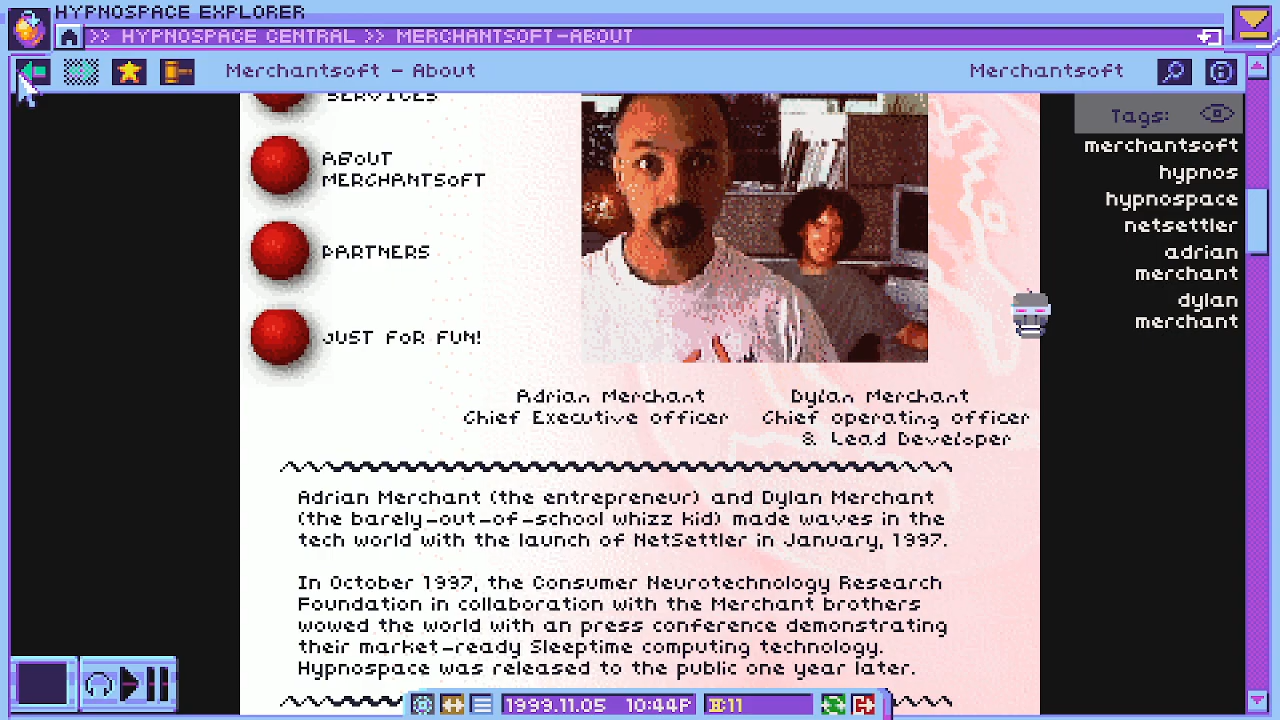 HYPNOSPACE EXPLORER
>> HYPNOSPACE CENTRAL >> MERCHANTSOFT-ABOUT
Merchantsoft - About
Merchantsoft
SERVICES
ABOUT
MERCHANTSOFT
PARTNERS
JUST FOR FUN!
Adrian Merchant
Chief Executive officer
Dylan Merchant
Chief operating officer
& Lead Developer
Adrian Merchant (the entrepreneur) and Dylan Merchant
(the barely-out-of-school whizz kid) made waves in the
tech world with the launch of NetSettler in January, 1997.
In October 1997, the Consumer Neurotechnology Research
Foundation in collaboration with the Merchant brothers
wowed the world with an press conference demonstrating
their market-ready Sleeptime computing technology.
Hypnospace was released to the public one year later.
Tags:
merchantsoft
hypnos
hypnospace
netsettler
adrian
merchant
dylan
merchant
1999.11.05 10:44P
11